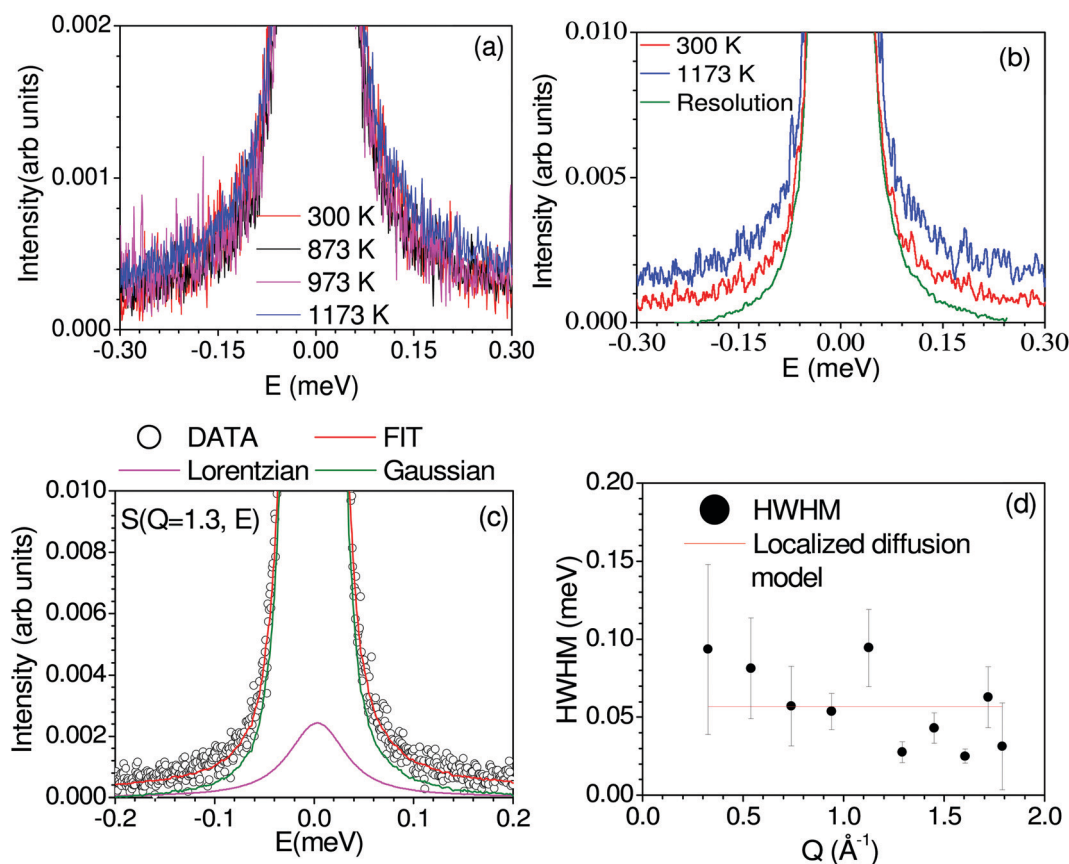 (a)
Intensity(arb units)
0.002
0.001
0.000
300 K
873 K
973 K
1173 K
-0.30 -0.15 0.00 0.15 0.30
E (meV)
(b)
Intensity (arb units)
0.010
0.005
0.000
300 K
1173 K
Resolution
-0.30 -0.15 0.00 0.15 0.30
E (meV)
DATA FIT
Lorentzian Gaussian
S(Q=1.3, E)
(c)
Intensity (arb units)
0.010
0.008
0.006
0.004
0.002
0.000
-0.2 -0.1 0.0 0.1 0.2
E(meV)
(d)
HWHM
Localized diffusion
model
HWHM (meV)
0.20
0.15
0.10
0.05
0.00
0.0 0.5 1.0 1.5 2.0
Q (Å⁻¹)